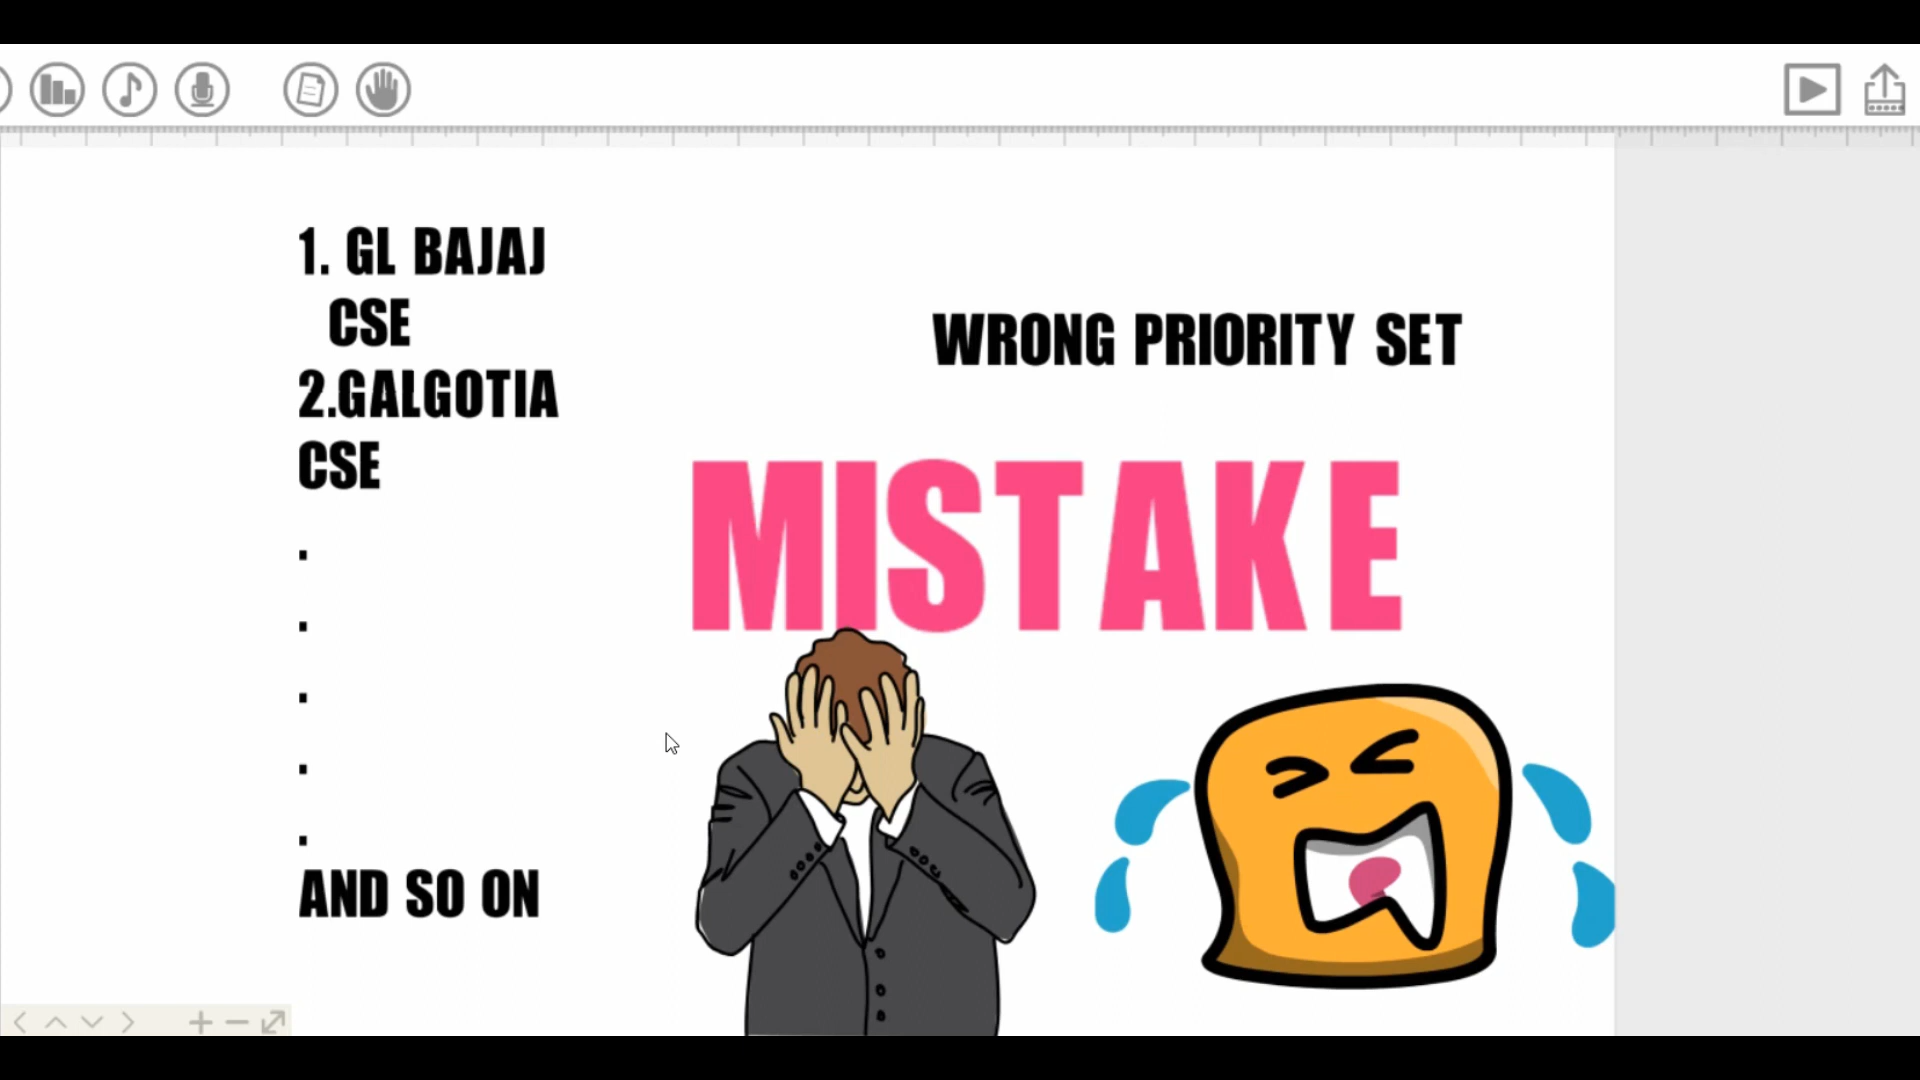 1. GL BAJAJ
CSE
2.GALGOTIA
CSE
.
.
.
.
.
AND SO ON
WRONG PRIORITY SET
MISTAKE